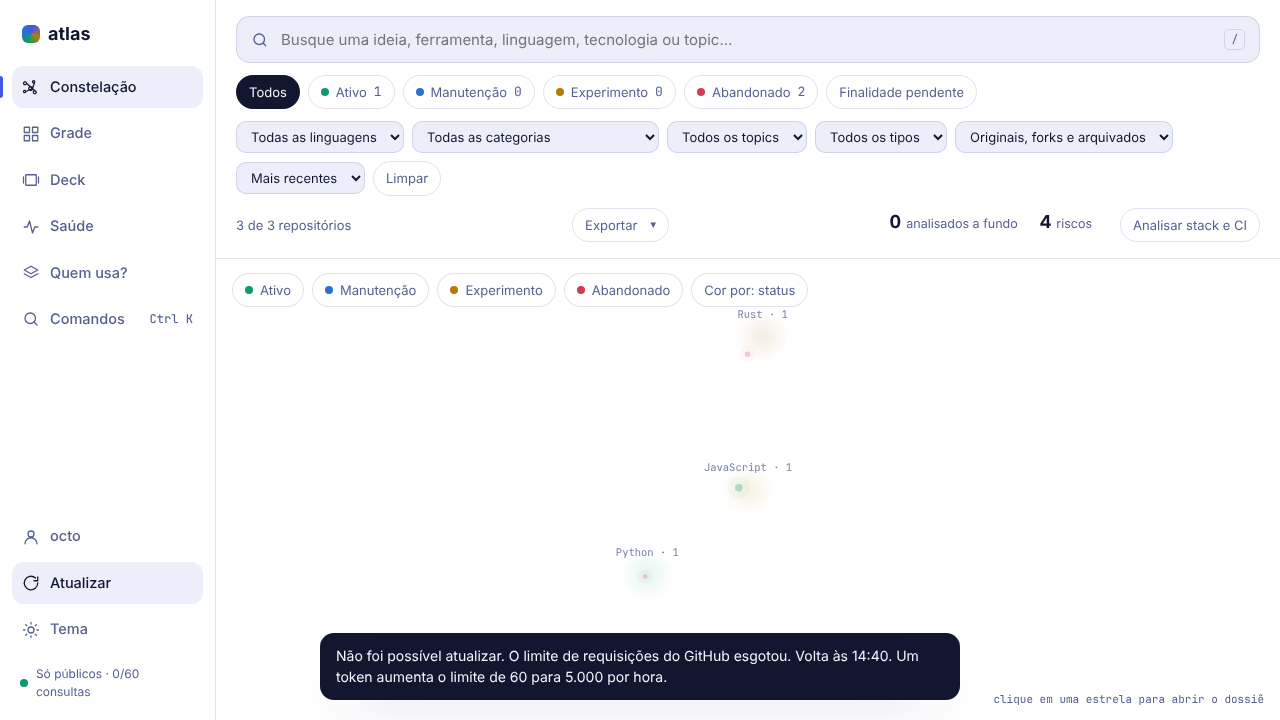 atlas
Constelação
Grade
Deck
Saúde
Quem usa?
Comandos Ctrl K
octo
Atualizar
Tema
Só públicos · 0/60
consultas
Busque uma ideia, ferramenta, linguagem, tecnologia ou topic... /
Todos Ativo 1 Manutenção 0 Experimento 0 Abandonado 2 Finalidade pendente
Todas as linguagens Todas as categorias Todos os topics Todos os tipos Originais, forks e arquivados
Mais recentes Limpar
3 de 3 repositórios Exportar 0 analisados a fundo 4 riscos Analisar stack e CI
Ativo Manutenção Experimento Abandonado Cor por: status
Rust · 1
JavaScript · 1
Python · 1
Não foi possível atualizar. O limite de requisições do GitHub esgotou. Volta às 14:40. Um
token aumenta o limite de 60 para 5.000 por hora.
clique em uma estrela para abrir o dossiê